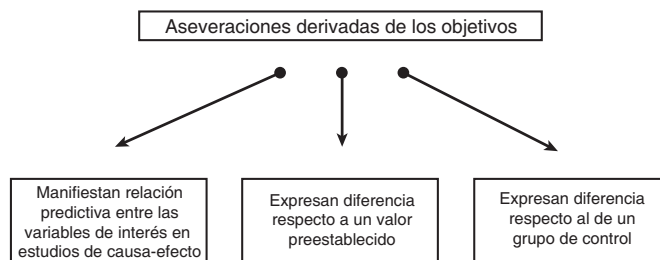 Aseveraciones derivadas de los objetivos
Manifiestan relación
predictiva entre las
variables de interés en
estudios de causa-efecto
Expresan diferencia
respecto a un valor
preestablecido
Expresan diferencia
respecto al de un
grupo de control